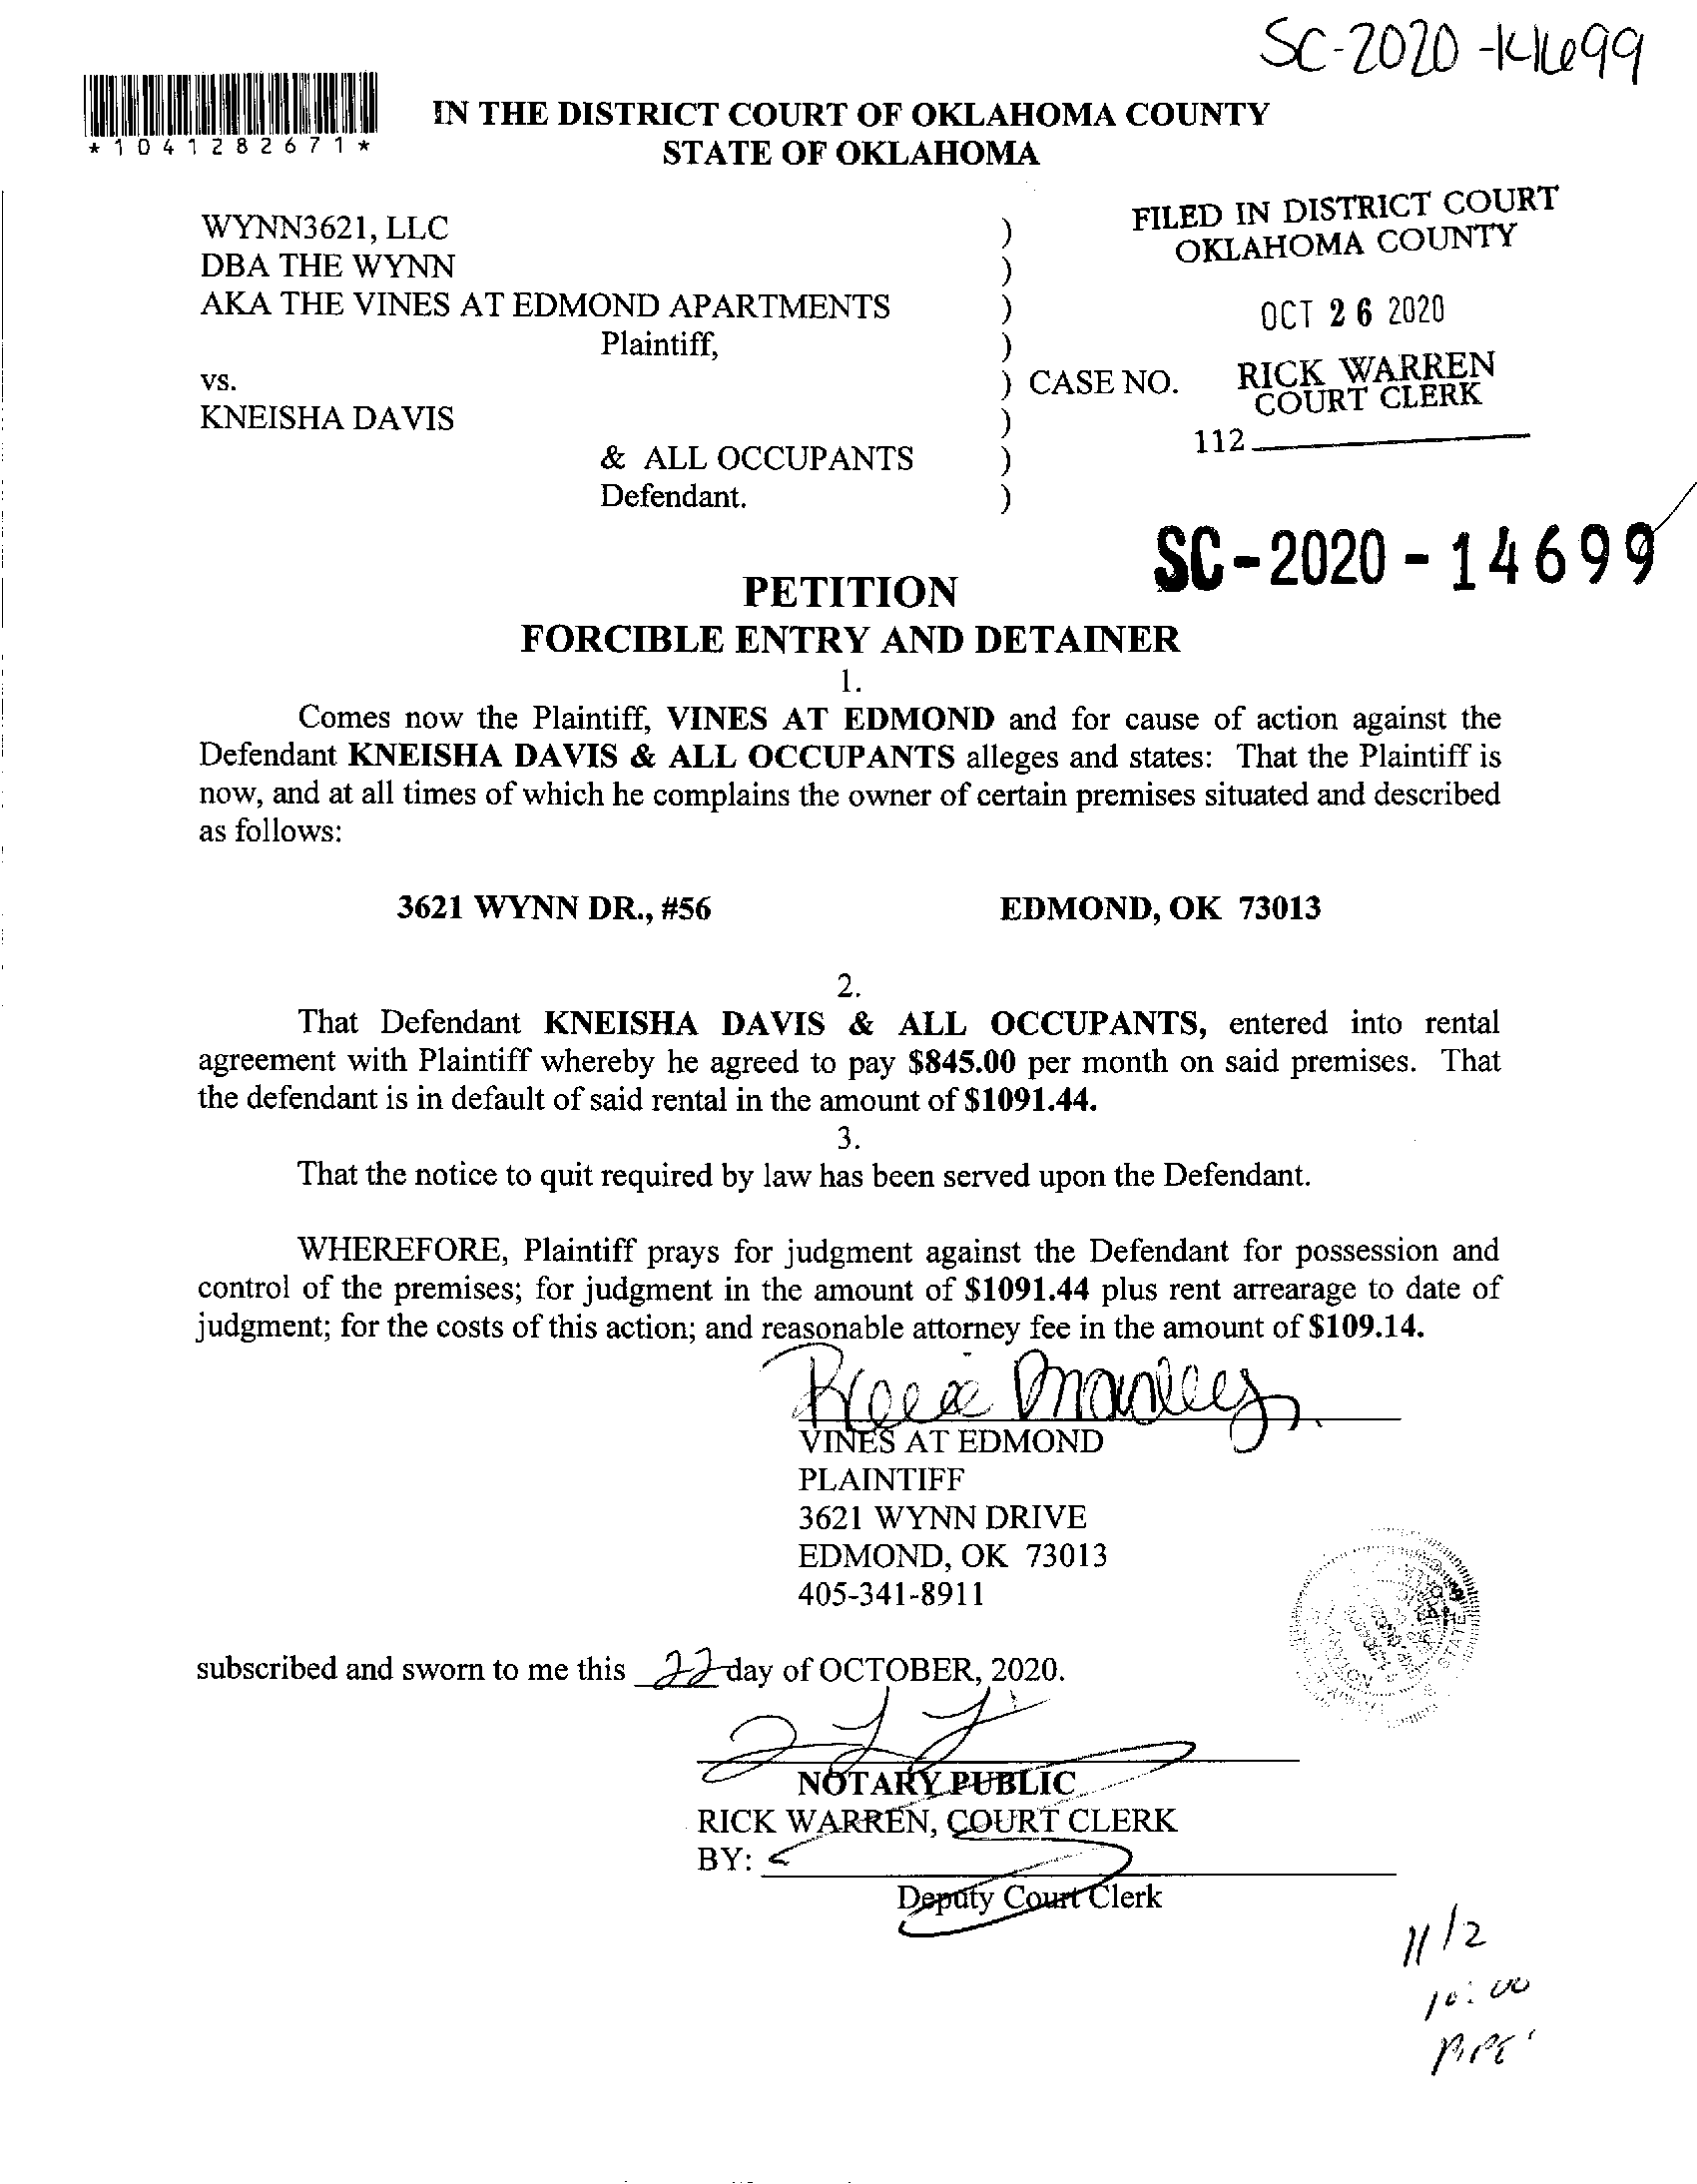 SC-2020-14699
*1041282671*
IN THE DISTRICT COURT OF OKLAHOMA COUNTY
STATE OF OKLAHOMA
FILED IN DISTRICT COURT
OKLAHOMA COUNTY
OCT 26 2020
RICK WARREN
COURT CLERK
112
WYNN3621, LLC )
DBA THE WYNN )
AKA THE VINES AT EDMOND APARTMENTS )
Plaintiff, )
vs. ) CASE NO.
KNEISHA DAVIS )
& ALL OCCUPANTS )
Defendant. )
SC-2020-14699
PETITION
FORCIBLE ENTRY AND DETAINER
1.
Comes now the Plaintiff, VINES AT EDMOND and for cause of action against the
Defendant KNEISHA DAVIS & ALL OCCUPANTS alleges and states: That the Plaintiff is
now, and at all times of which he complains the owner of certain premises situated and described
as follows:
3621 WYNN DR., #56 EDMOND, OK 73013
2.
That Defendant KNEISHA DAVIS & ALL OCCUPANTS, entered into rental
agreement with Plaintiff whereby he agreed to pay $845.00 per month on said premises. That
the defendant is in default of said rental in the amount of $1091.44.
3.
That the notice to quit required by law has been served upon the Defendant.
WHEREFORE, Plaintiff prays for judgment against the Defendant for possession and
control of the premises; for judgment in the amount of $1091.44 plus rent arrearage to date of
judgment; for the costs of this action; and reasonable attorney fee in the amount of $109.14.
VINES AT EDMOND
PLAINTIFF
3621 WYNN DRIVE
EDMOND, OK 73013
405-341-8911
subscribed and sworn to me this 22 day of OCTOBER, 2020.
NOTARY PUBLIC
RICK WARREN, COURT CLERK
BY:
Deputy Court Clerk
11/2
10:00